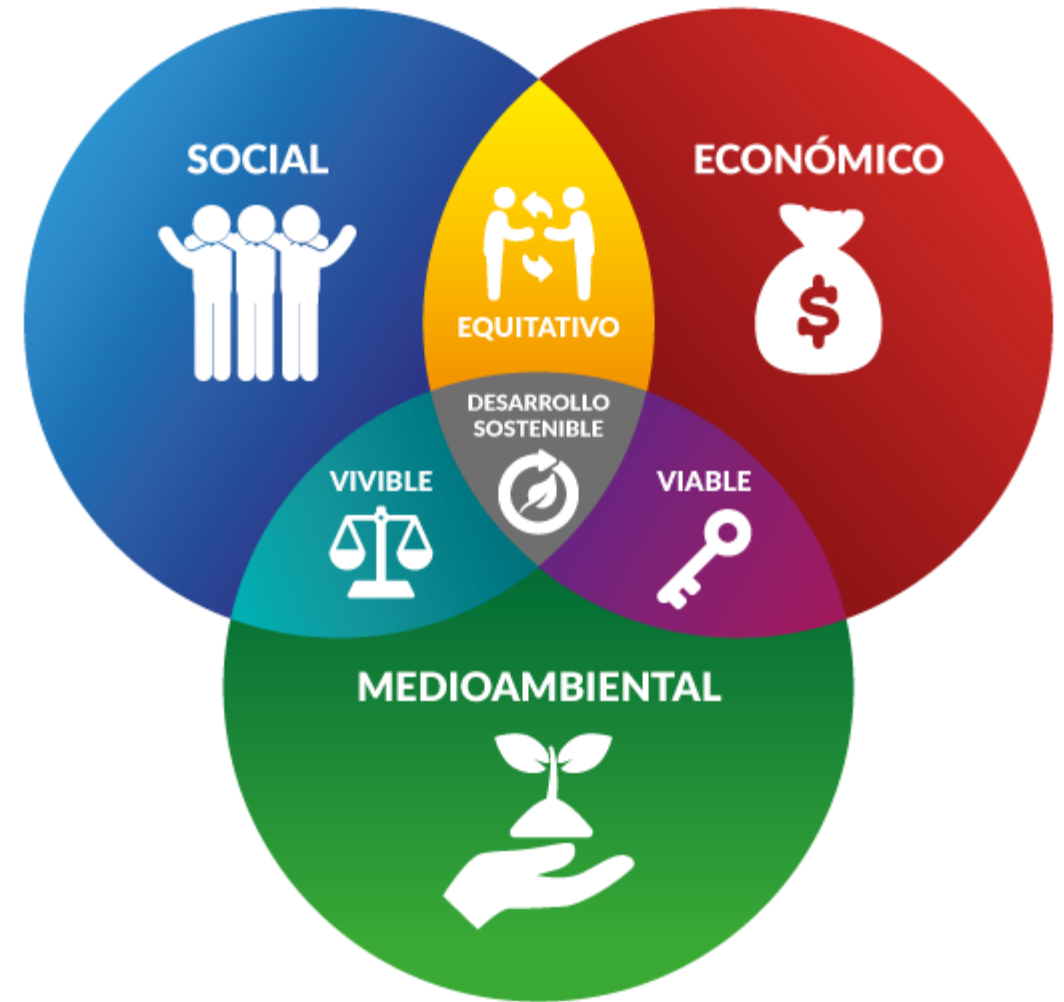 SOCIAL
ECONÓMICO
$
EQUITATIVO
DESARROLLO
SOSTENIBLE
VIVIBLE
VIABLE
MEDIOAMBIENTAL